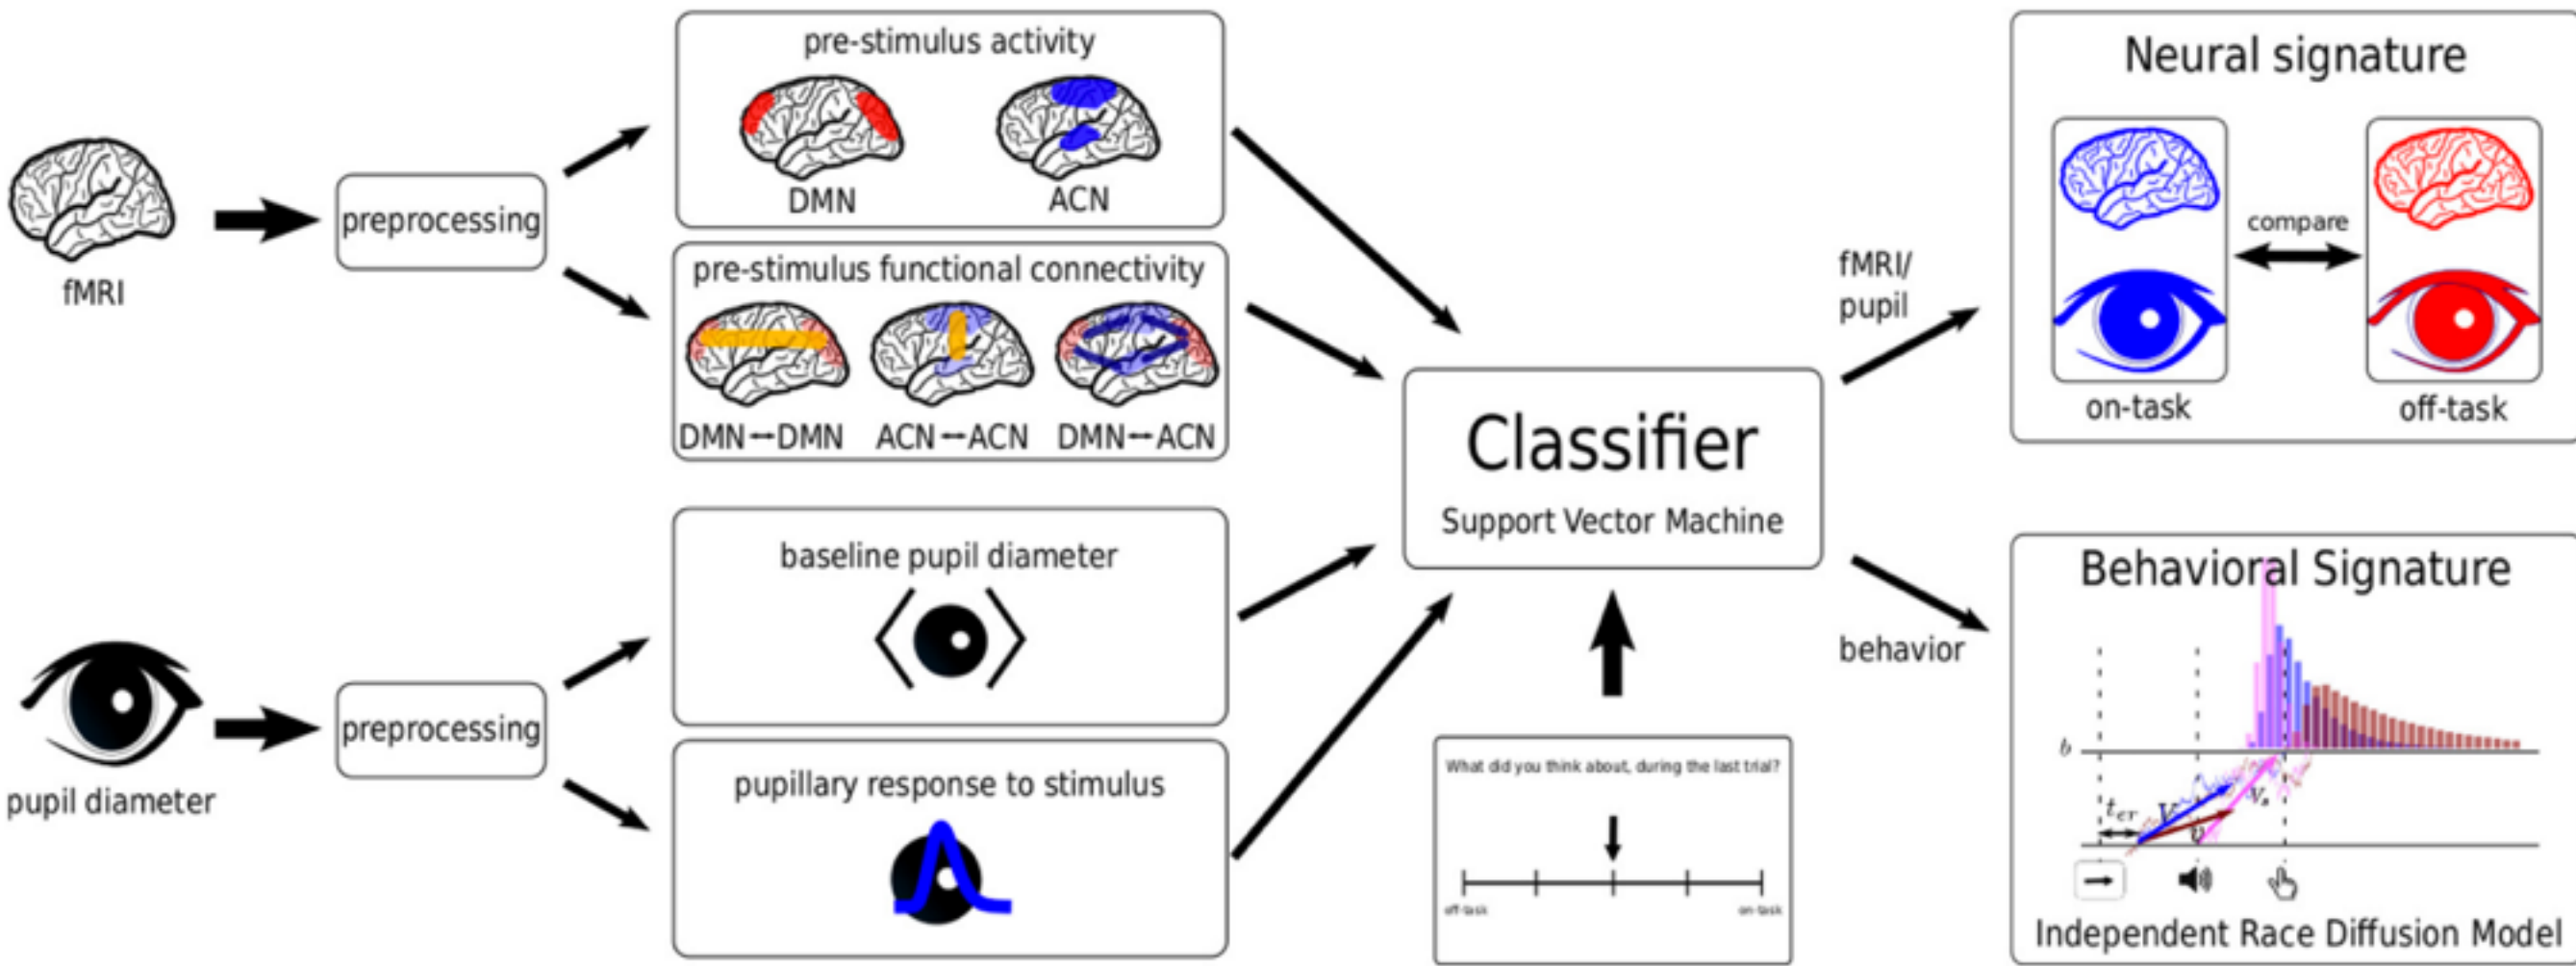 fMRI
preprocessing
pre-stimulus activity
DMN
ACN
pre-stimulus functional connectivity
DMN↔DMN
ACN↔ACN
DMN↔ACN
pupil diameter
preprocessing
baseline pupil diameter
pupillary response to stimulus
Classifier
Support Vector Machine
What did you think about, during the last trial?
off-task
on-task
fMRI/
pupil
behavior
Neural signature
compare
on-task
off-task
Behavioral Signature
b
t_er
V
v
V_s
Independent Race Diffusion Model